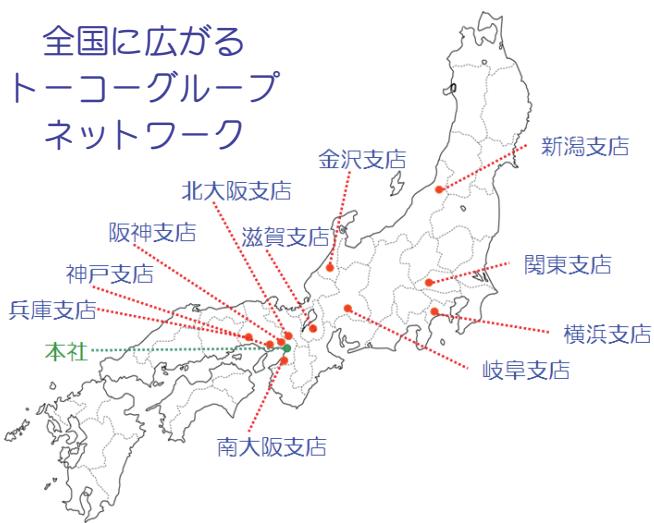 全国に広がる
トーコーグループ
ネットワーク
新潟支店
金沢支店
北大阪支店
阪神支店
滋賀支店
関東支店
神戸支店
兵庫支店
横浜支店
本社
岐阜支店
南大阪支店